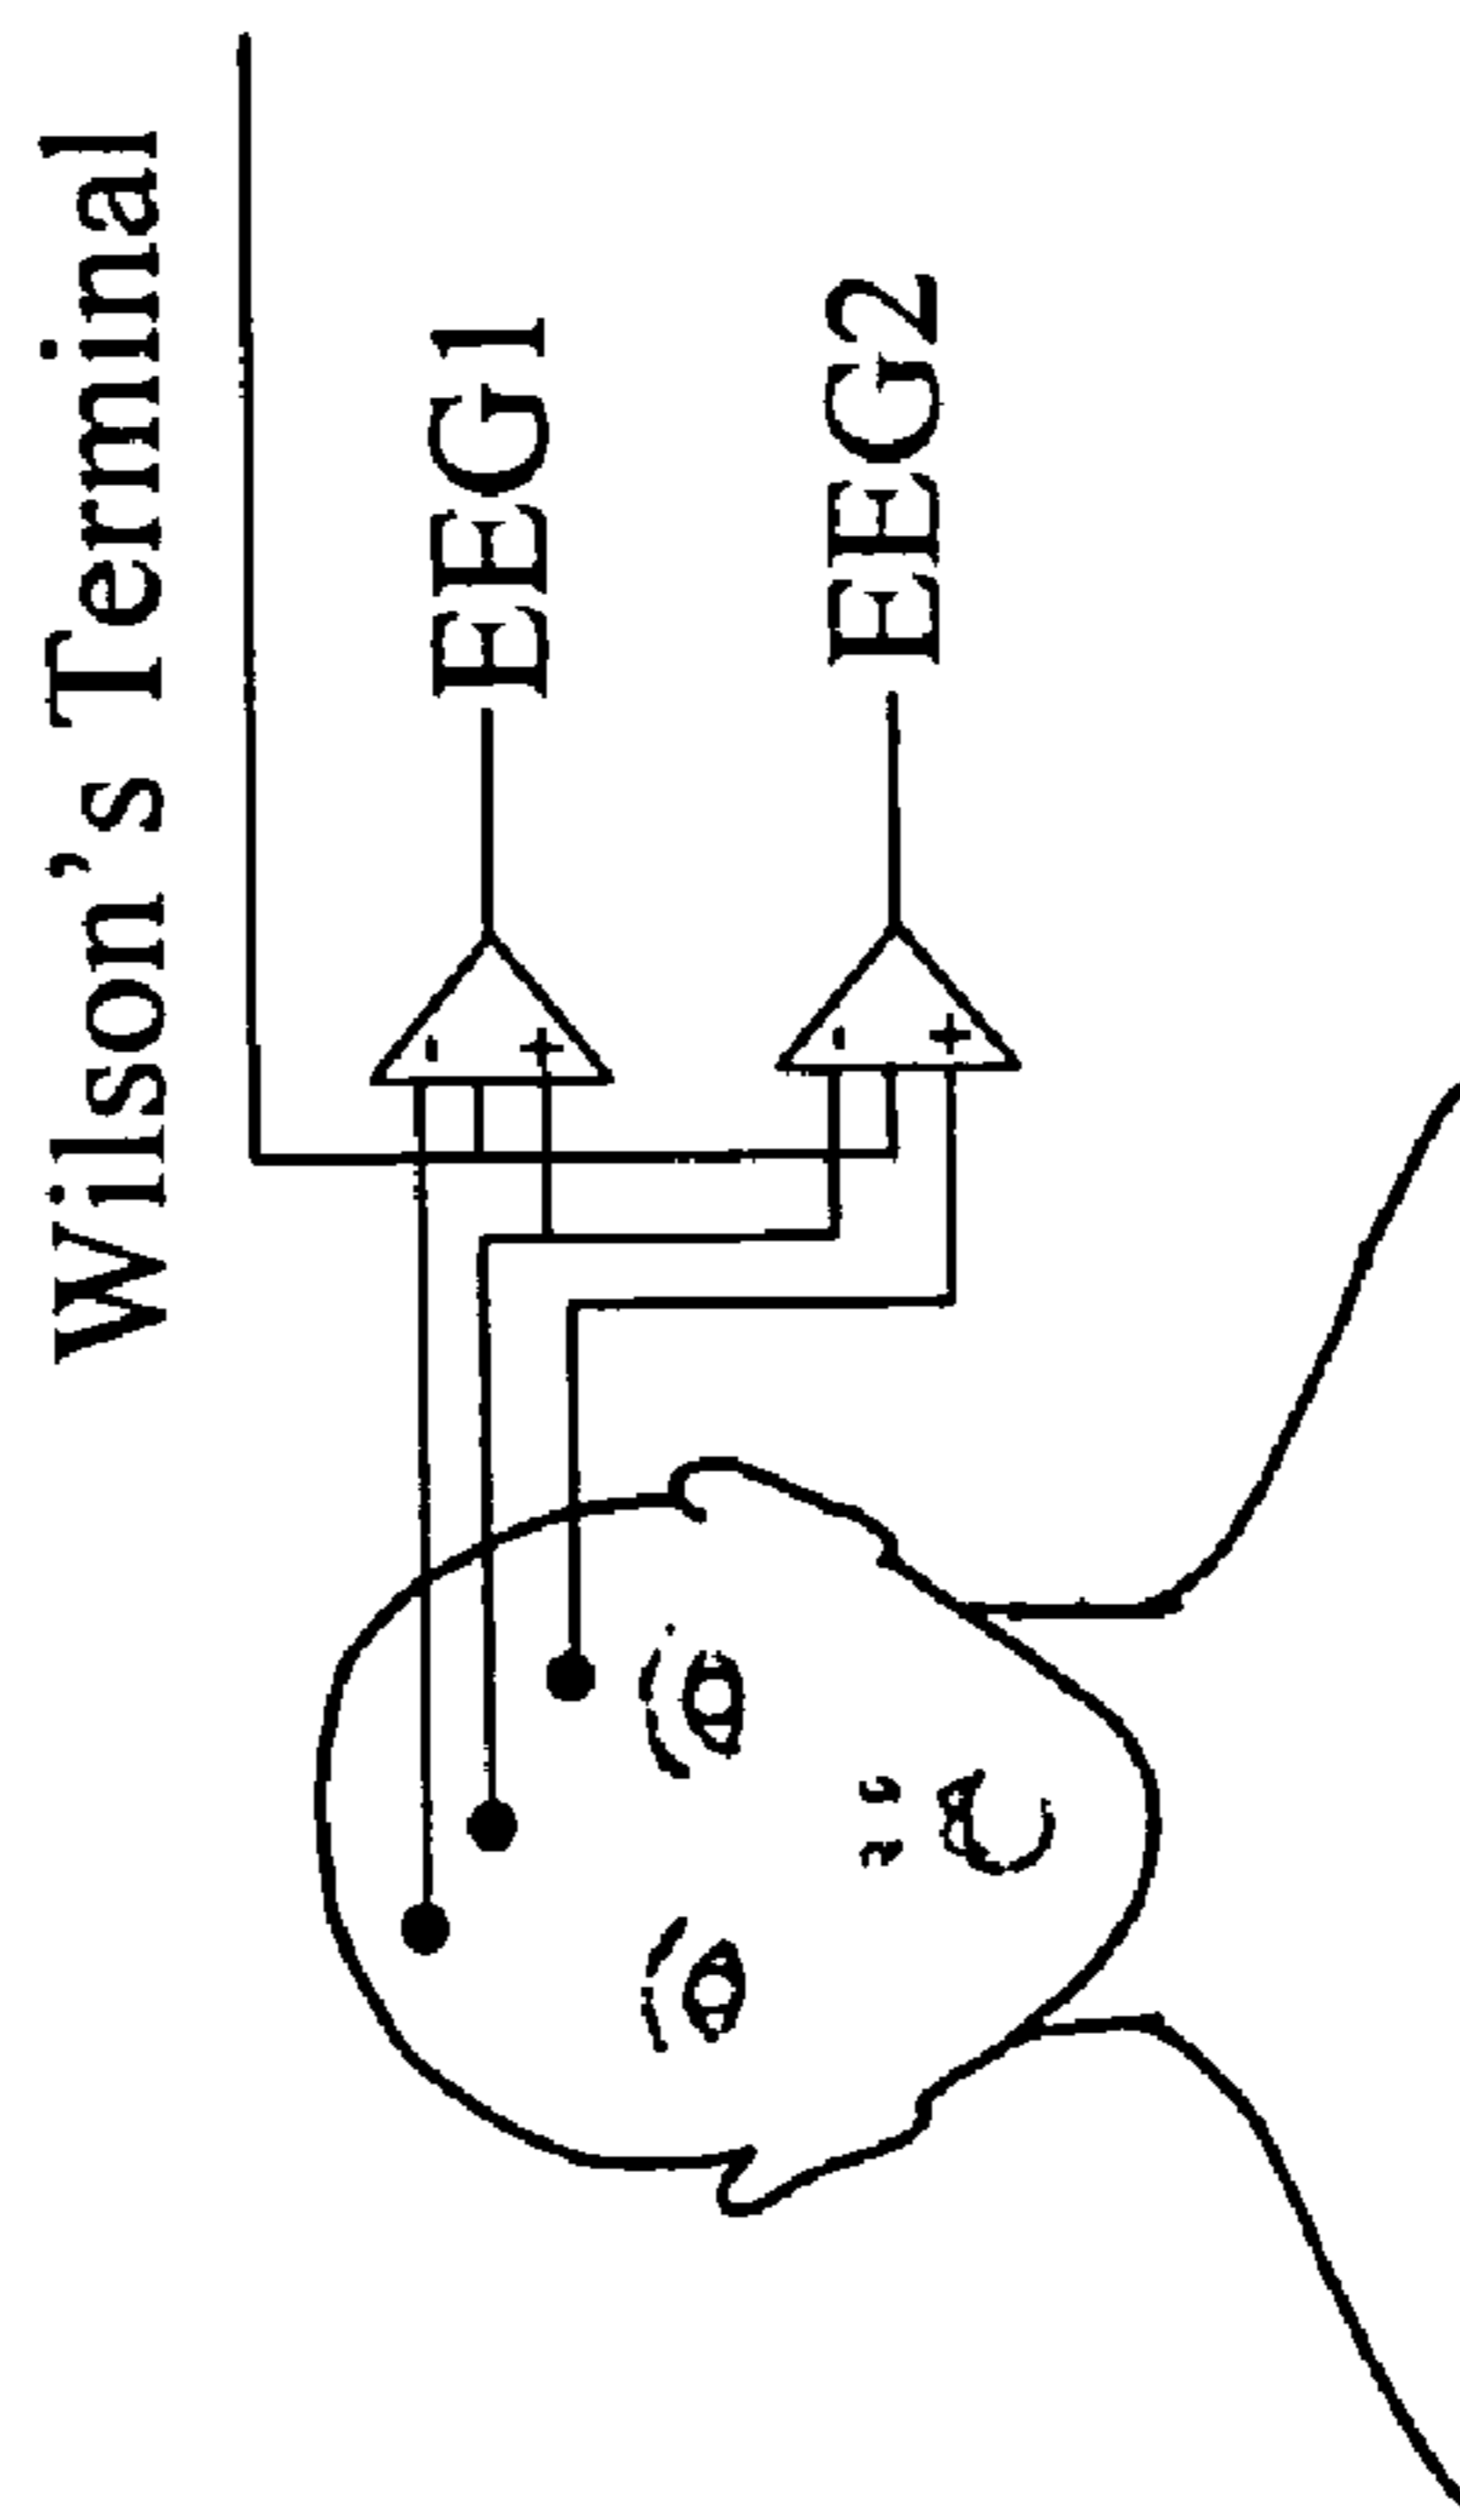 Wilson's Terminal
EEG1
-
+
EEG2
-
+